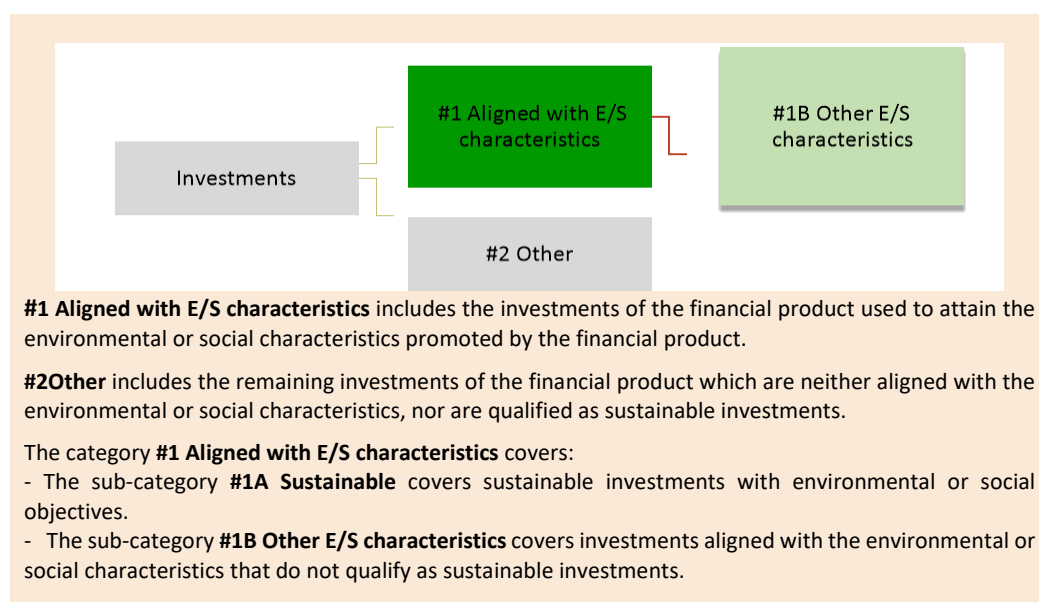 #1 Aligned with E/S
characteristics
#1B Other E/S
characteristics
Investments
#2 Other
#1 Aligned with E/S characteristics includes the investments of the financial product used to attain the
environmental or social characteristics promoted by the financial product.
#2Other includes the remaining investments of the financial product which are neither aligned with the
environmental or social characteristics, nor are qualified as sustainable investments.
The category #1 Aligned with E/S characteristics covers:
- The sub-category #1A Sustainable covers sustainable investments with environmental or social
objectives.
- The sub-category #1B Other E/S characteristics covers investments aligned with the environmental or
social characteristics that do not qualify as sustainable investments.